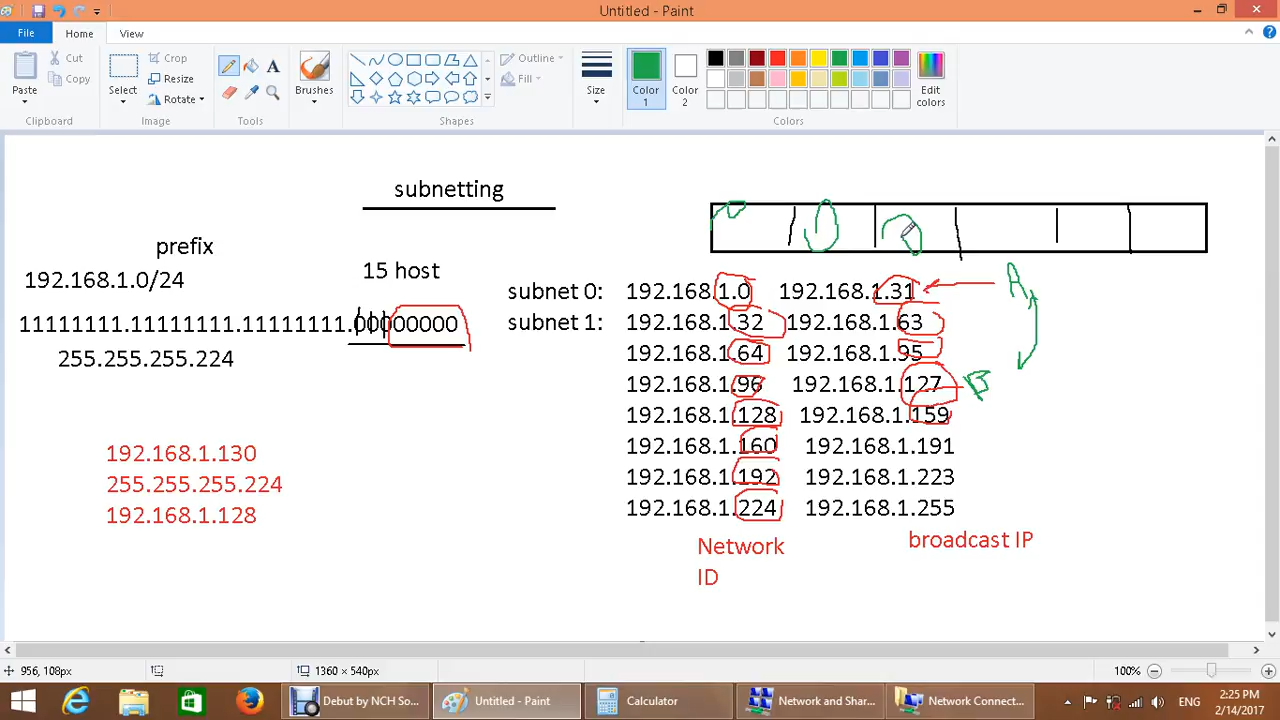 Untitled - Paint
File Home View
Paste
Cut
Copy
Clipboard
Select
Crop
Resize
Rotate
Image
Tools
Brushes
Outline
Fill
Shapes
Size
Color 1
Color 2
Edit colors
Colors
subnetting
prefix
192.168.1.0/24
15 host
11111111.11111111.11111111.00000000
255.255.255.224
subnet 0: 192.168.1.0 192.168.1.31
subnet 1: 192.168.1.32 192.168.1.63
192.168.1.64 192.168.1.95
192.168.1.96 192.168.1.127
192.168.1.128 192.168.1.159
192.168.1.160 192.168.1.191
192.168.1.192 192.168.1.223
192.168.1.224 192.168.1.255
A
B
192.168.1.130
255.255.255.224
192.168.1.128
Network
ID
broadcast IP
956, 108px
1360 × 540px
100%
Debut by NCH So...
Untitled - Paint
Calculator
Network and Shar...
Network Connect...
ENG
2:25 PM
2/14/2017